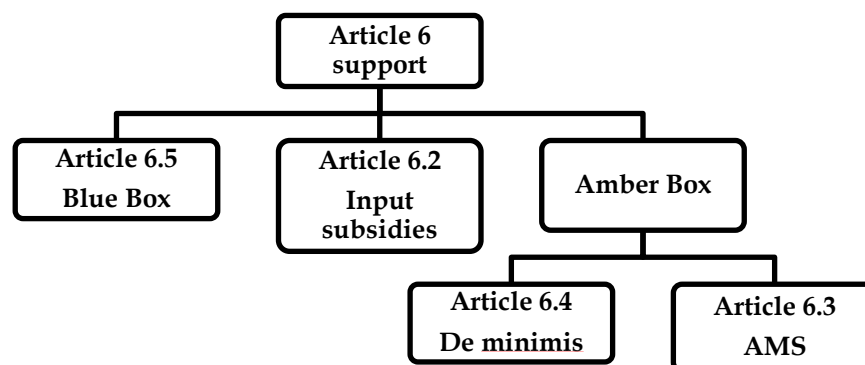 Article 6
support
Article 6.5
Blue Box
Article 6.2
Input
subsidies
Amber Box
Article 6.4
De minimis
Article 6.3
AMS